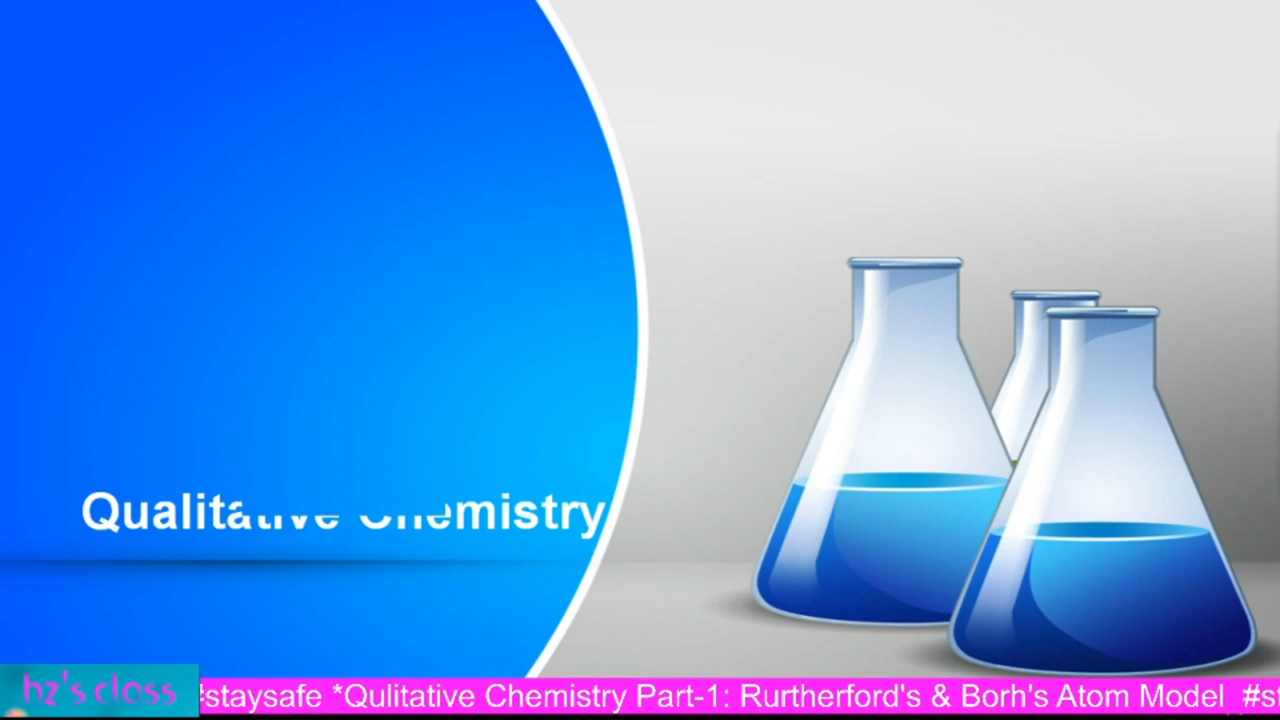 Qualitative Chemistry
hz's class
#staysafe *Qulitative Chemistry Part-1: Rurtherford's & Borh's Atom Model #s